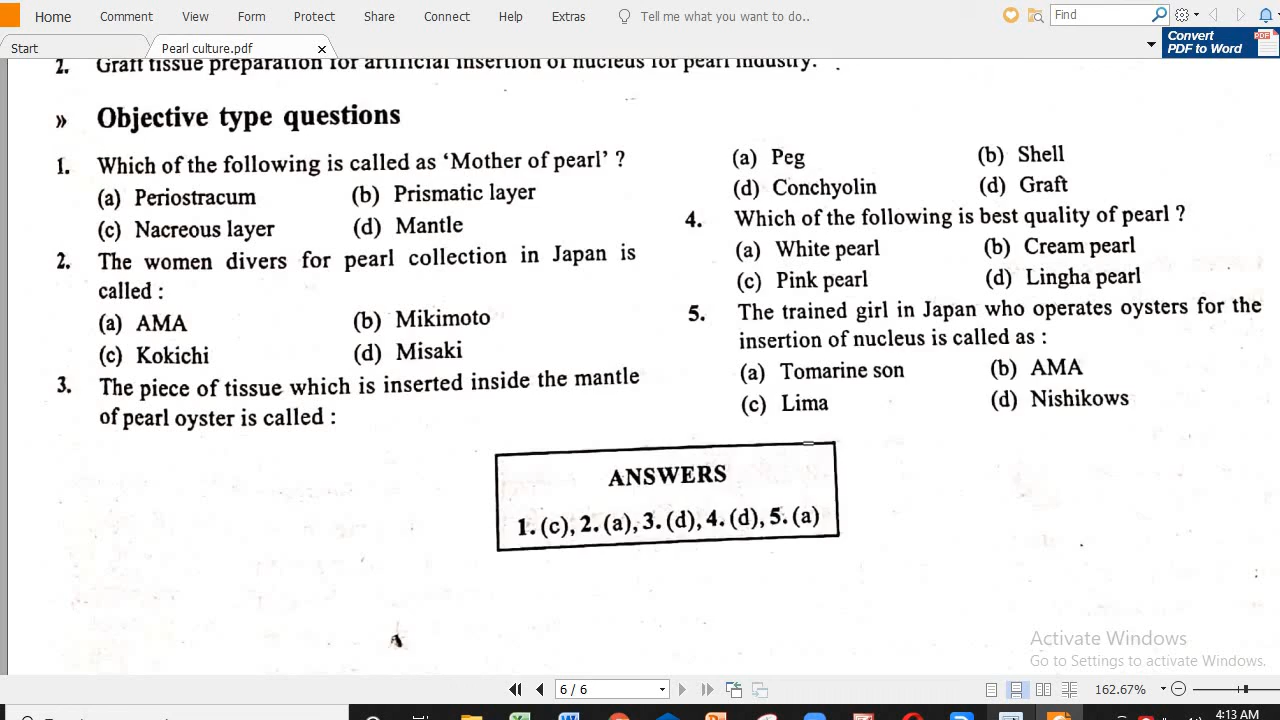 Home Comment View Form Project Share Connect Help Extras Tell me what you want to do.. Find
Start Pearl culture.pdf x
Convert
PDF to Word
2. Graft tissue preparation for artificial insertion of nucleus for pearl industry.
» Objective type questions
1. Which of the following is called as ‘Mother of pearl’ ?
(a) Periostracum (b) Prismatic layer
(c) Nacreous layer (d) Mantle
2. The women divers for pearl collection in Japan is
called :
(a) AMA (b) Mikimoto
(c) Kokichi (d) Misaki
3. The piece of tissue which is inserted inside the mantle
of pearl oyster is called :
(a) Peg (b) Shell
(d) Conchyolin (d) Graft
4. Which of the following is best quality of pearl ?
(a) White pearl (b) Cream pearl
(c) Pink pearl (d) Lingha pearl
5. The trained girl in Japan who operates oysters for the
insertion of nucleus is called as :
(a) Tomarine son (b) AMA
(c) Lima (d) Nishikows
ANSWERS
1. (c), 2. (a), 3. (d), 4. (d), 5. (a)
Activate Windows
Go to Settings to activate Windows.
6 / 6 162.67%
4:13 AM